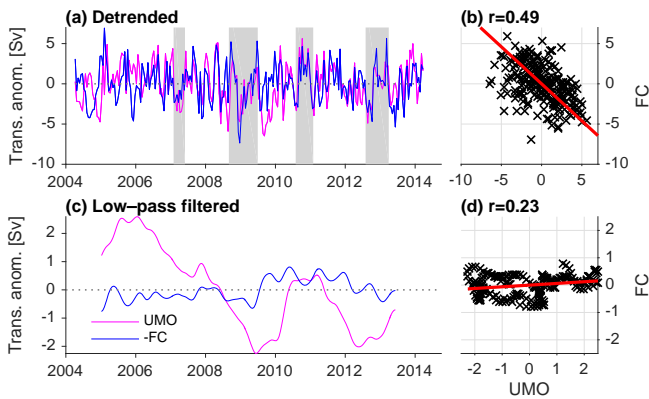 (a) Detrended
(b) r=0.49
Trans. anom. [Sv]
5
0
-5
-10
2004 2006 2008 2010 2012 2014
5
0
-5
-10
FC
-10 -5 0 5
(c) Low-pass filtered
(d) r=0.23
Trans. anom. [Sv]
2
1
0
-1
-2
UMO
-FC
2004 2006 2008 2010 2012 2014
2
1
0
-1
-2
FC
-2 -1 0 1 2
UMO